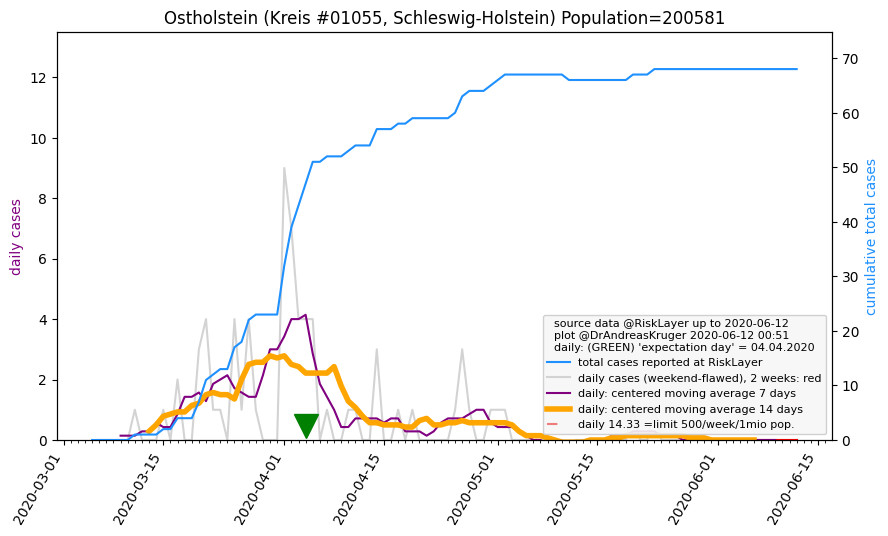 Ostholstein (Kreis #01055, Schleswig-Holstein) Population=200581
daily cases
12
10
8
6
4
2
0
70
60
50
40
30
20
10
0
cumulative total cases
source data @RiskLayer up to 2020-06-12
plot @DrAndreasKruger 2020-06-12 00:51
daily: (GREEN) 'expectation day' = 04.04.2020
total cases reported at RiskLayer
daily cases (weekend-flawed), 2 weeks: red
daily: centered moving average 7 days
daily: centered moving average 14 days
daily 14.33 =limit 500/week/1mio pop.
2020-03-01
2020-03-15
2020-04-01
2020-04-15
2020-05-01
2020-05-15
2020-06-01
2020-06-15